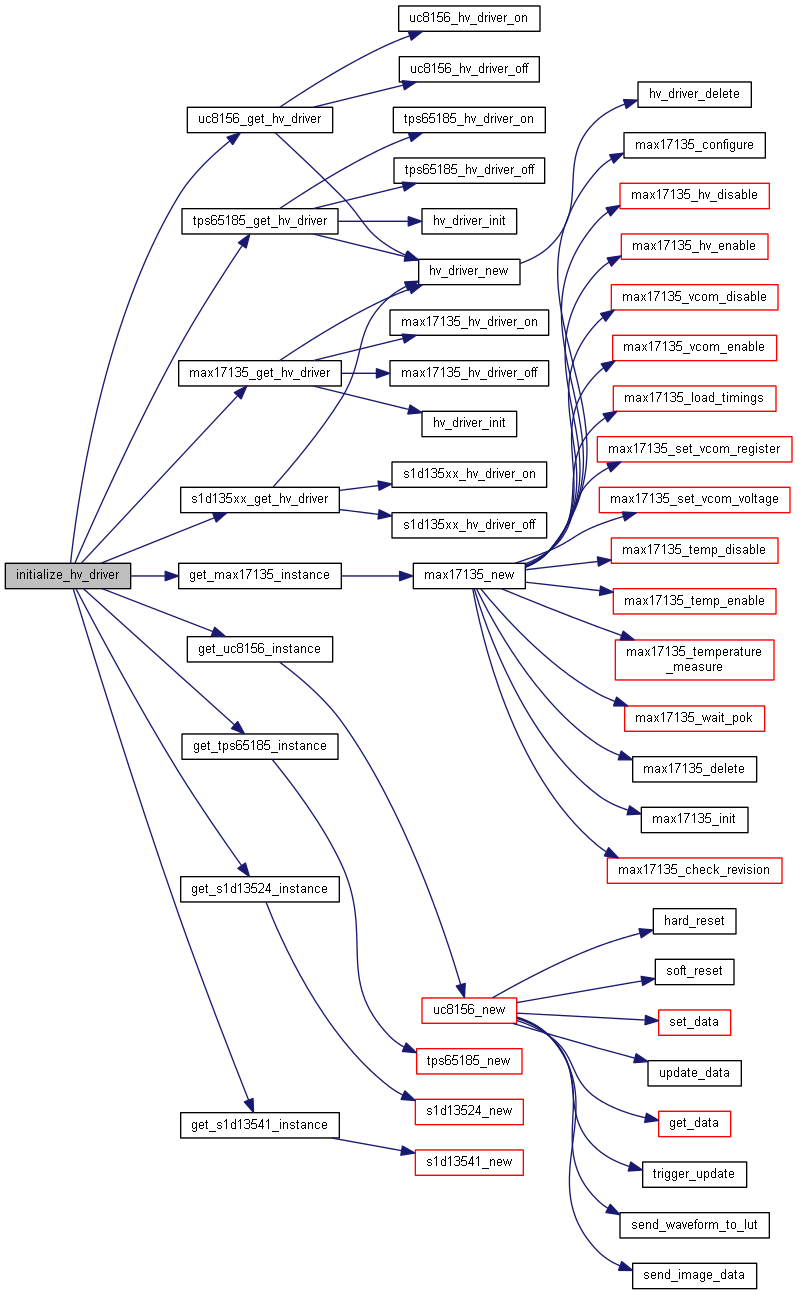 uc8156_hv_driver_on
uc8156_hv_driver_off
hv_driver_delete
uc8156_get_hv_driver
tps65185_hv_driver_on
max17135_configure
tps65185_hv_driver_off
max17135_hv_disable
tps65185_get_hv_driver
hv_driver_init
max17135_hv_enable
hv_driver_new
max17135_vcom_disable
max17135_hv_driver_on
max17135_vcom_enable
max17135_get_hv_driver
max17135_hv_driver_off
max17135_load_timings
hv_driver_init
max17135_set_vcom_register
s1d135xx_hv_driver_on
s1d135xx_get_hv_driver
max17135_set_vcom_voltage
s1d135xx_hv_driver_off
max17135_temp_disable
initialize_hv_driver
get_max17135_instance
max17135_new
max17135_temp_enable
get_uc8156_instance
max17135_temperature
_measure
max17135_wait_pok
get_tps65185_instance
max17135_delete
max17135_init
max17135_check_revision
get_s1d13524_instance
hard_reset
soft_reset
uc8156_new
set_data
tps65185_new
update_data
s1d13524_new
get_data
get_s1d13541_instance
s1d13541_new
trigger_update
send_waveform_to_lut
send_image_data